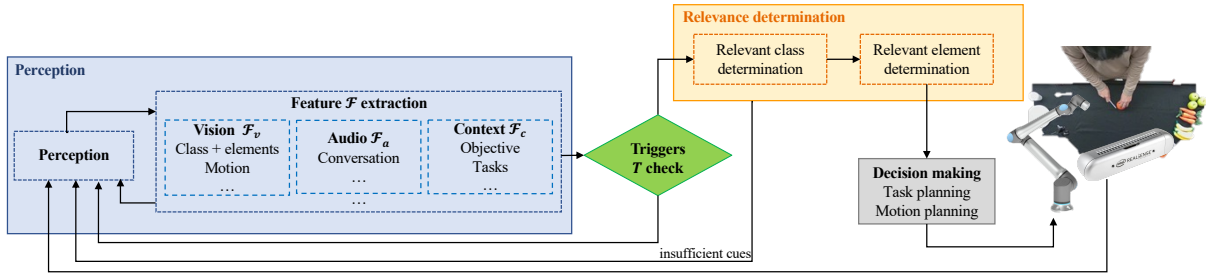 Relevance determination
Relevant class
determination
Relevant element
determination
Perception
Feature F extraction
Vision F_v
Class + elements
Motion
…
Audio F_a
Conversation
…
Context F_c
Objective
Tasks
…
…
Perception
Triggers
T check
Decision making
Task planning
Motion planning
insufficient cues
REALSENSE